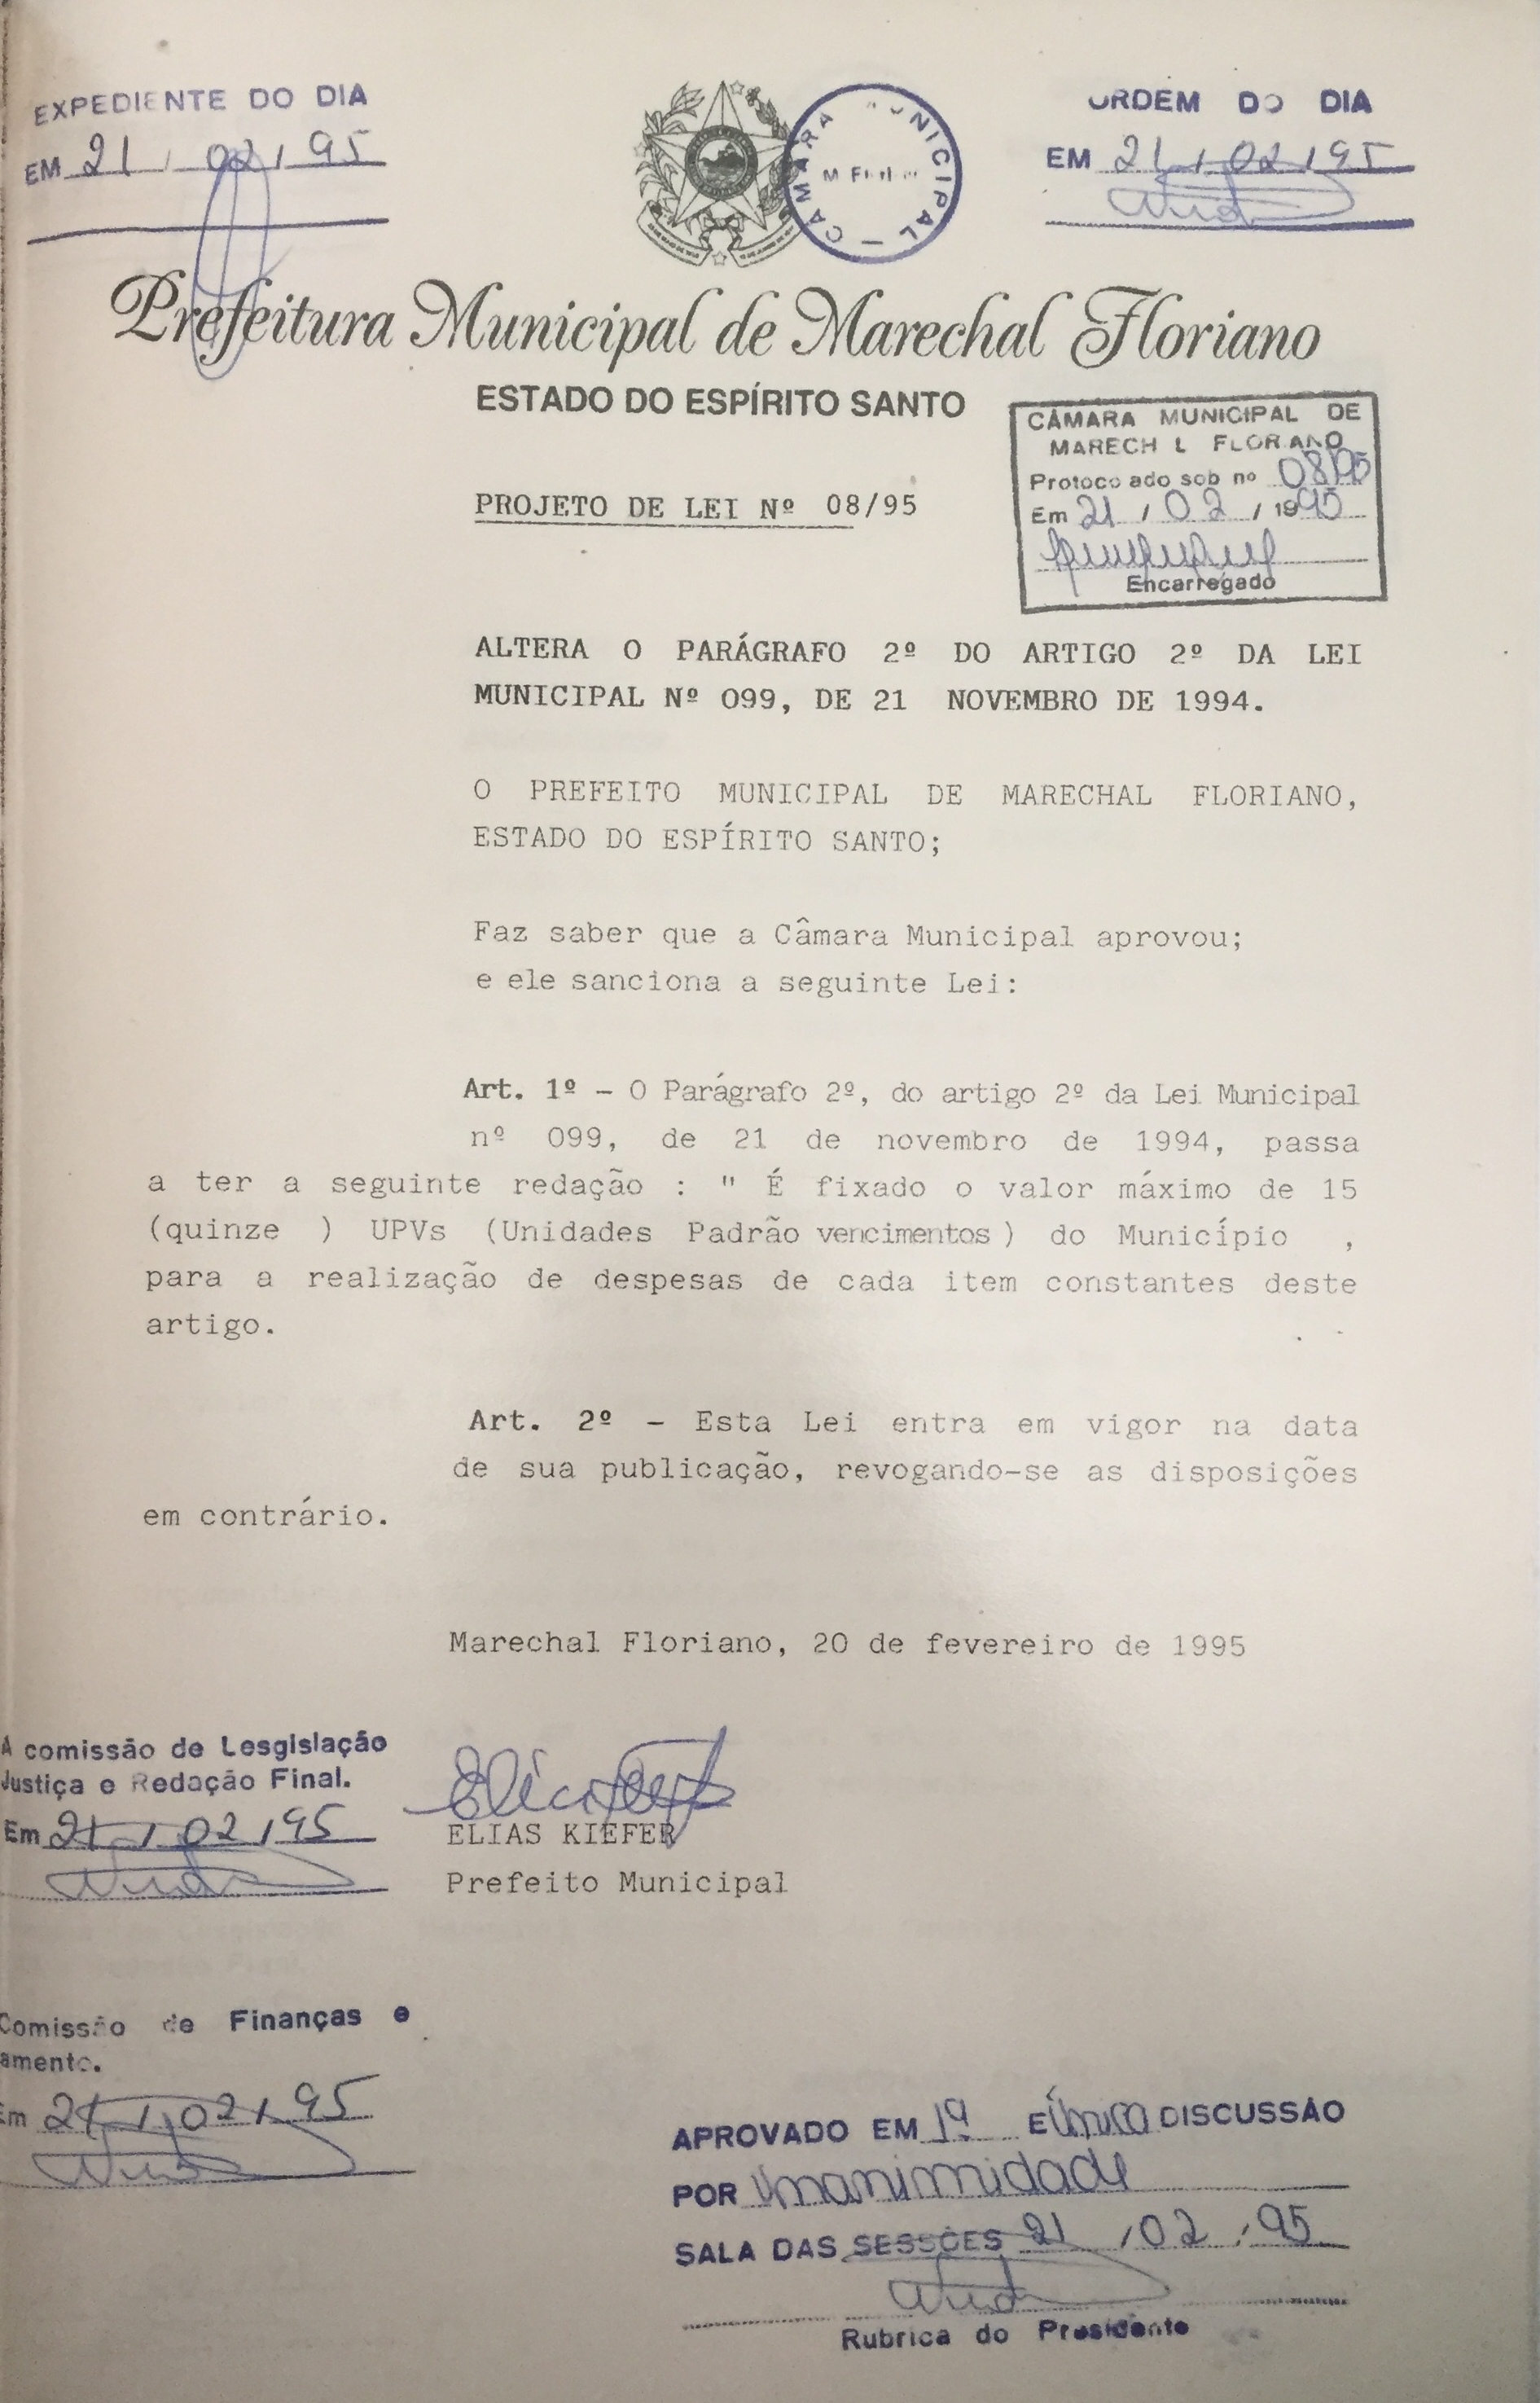 EXPEDIENTE DO DIA
EM 21 / 02 / 95
CÂMARA MUNICIPAL
ORDEM DO DIA
EM 21 / 02 / 95
Prefeitura Municipal de Marechal Floriano
ESTADO DO ESPÍRITO SANTO
CÂMARA MUNICIPAL DE
MARECH L FLORIANO
Protoco ado sob nº 08/95
Em 21 / 02 / 1995
Encarregado
PROJETO DE LEI Nº 08/95
ALTERA O PARÁGRAFO 2º DO ARTIGO 2º DA LEI
MUNICIPAL Nº 099, DE 21 NOVEMBRO DE 1994.
O PREFEITO MUNICIPAL DE MARECHAL FLORIANO,
ESTADO DO ESPÍRITO SANTO;
Faz saber que a Câmara Municipal aprovou;
e ele sanciona a seguinte Lei:
Art. 1º - O Parágrafo 2º, do artigo 2º da Lei Municipal
nº 099, de 21 de novembro de 1994, passa
a ter a seguinte redação : " É fixado o valor máximo de 15
(quinze ) UPVs (Unidades Padrão vencimentos ) do Município ,
para a realização de despesas de cada item constantes deste
artigo.
Art. 2º - Esta Lei entra em vigor na data
de sua publicação, revogando-se as disposições
em contrário.
Marechal Floriano, 20 de fevereiro de 1995
A comissão de Lesgislação
Justiça e Redação Final.
Em 21 / 02 / 95
ELIAS KIEFER
Prefeito Municipal
Comissão de Finanças e
amento.
Em 21 / 02 / 95
APROVADO EM 1ª E Única DISCUSSÃO
POR Unanimidade
SALA DAS SESSÕES 21 / 02 / 95
Rubrica do Presidente